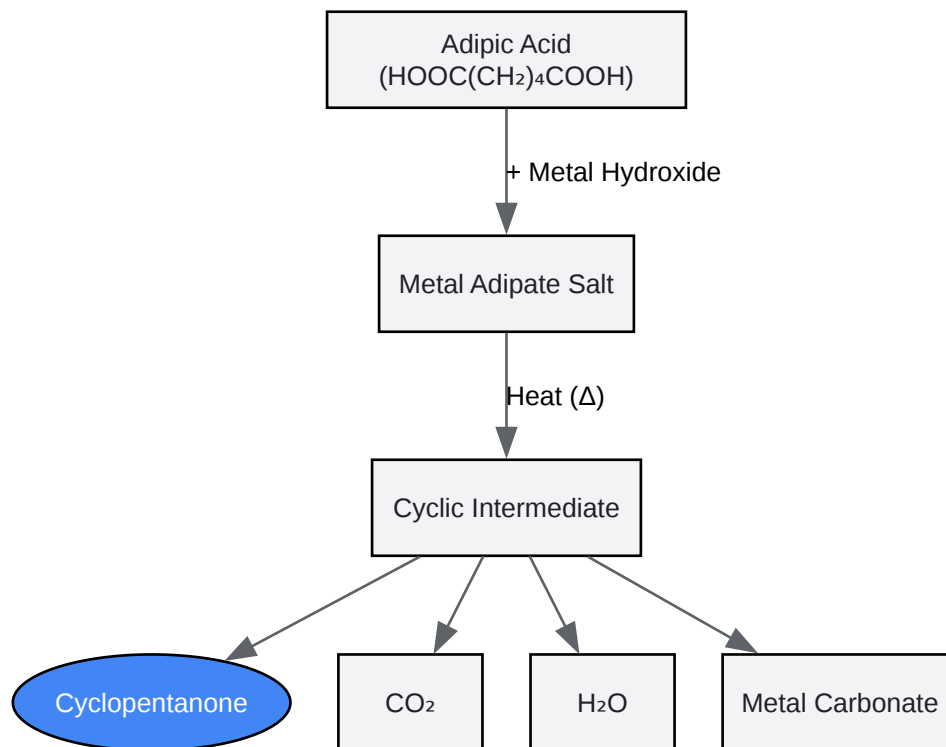 Adipic Acid
(HOOC(CH₂)₄COOH)
+ Metal Hydroxide
Metal Adipate Salt
Heat (Δ)
Cyclic Intermediate
Cyclopentanone
CO₂
H₂O
Metal Carbonate